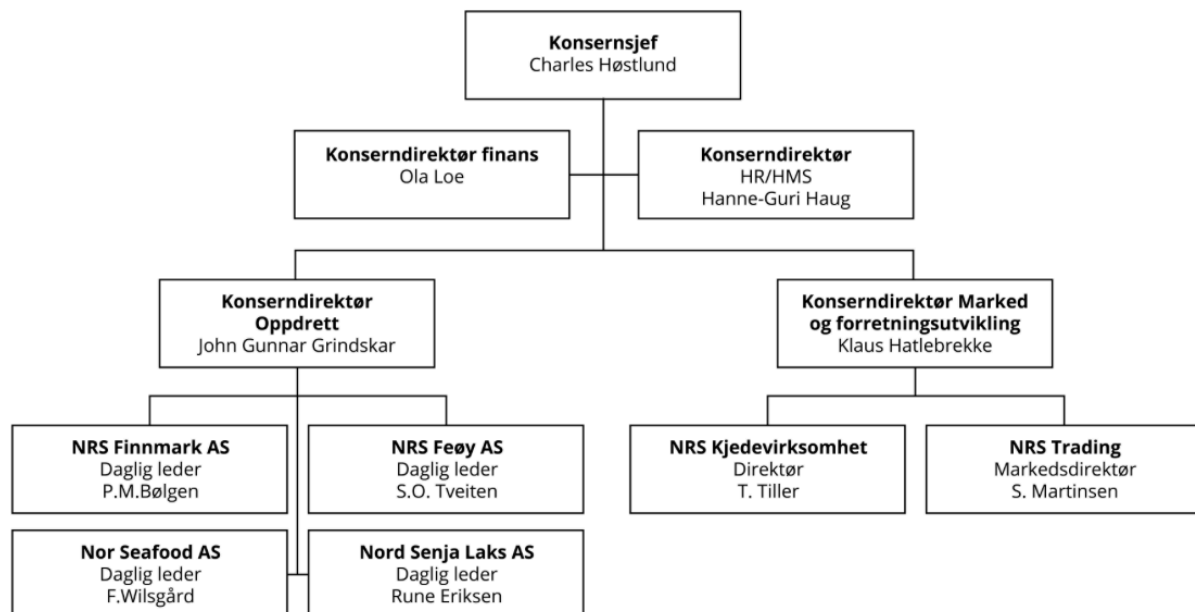 Konsernsjef
Charles Høstlund
Konserndirektør finans
Ola Loe
Konserndirektør
HR/HMS
Hanne-Guri Haug
Konserndirektør
Oppdrett
John Gunnar Grindskar
Konserndirektør Marked
og forretningsutvikling
Klaus Hatlebrekke
NRS Finnmark AS
Daglig leder
P.M.Bølgen
NRS Feøy AS
Daglig leder
S.O. Tveiten
NRS Kjedevirksomhet
Direktør
T. Tiller
NRS Trading
Markedsdirektør
S. Martinsen
Nor Seafood AS
Daglig leder
F.Wilsgård
Nord Senja Laks AS
Daglig leder
Rune Eriksen